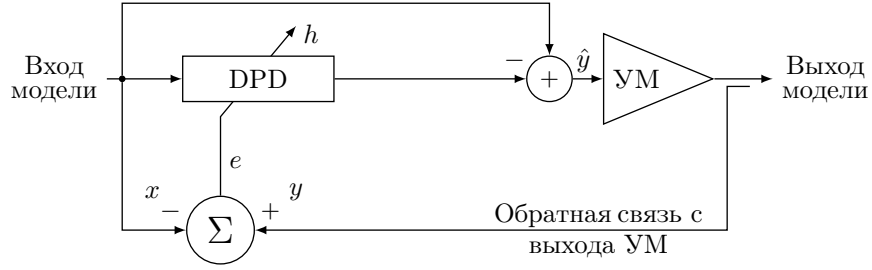 h
Вход
модели
DPD
−
+
ŷ
УМ
Выход
модели
e
x
y
−
+
Σ
Обратная связь с
выхода УМ